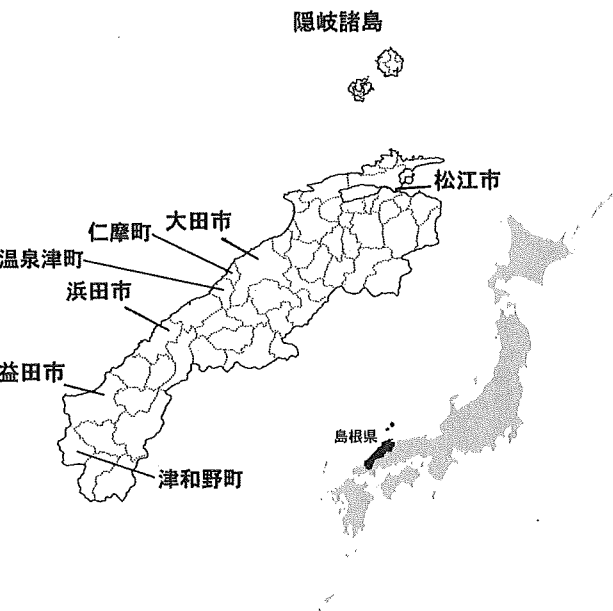 隠岐諸島
松江市
大田市
仁摩町
温泉津町
浜田市
益田市
津和野町
島根県